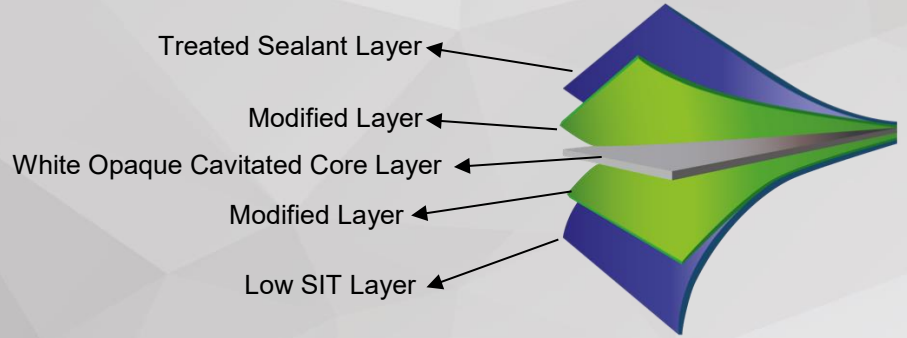 Treated Sealant Layer
Modified Layer
White Opaque Cavitated Core Layer
Modified Layer
Low SIT Layer